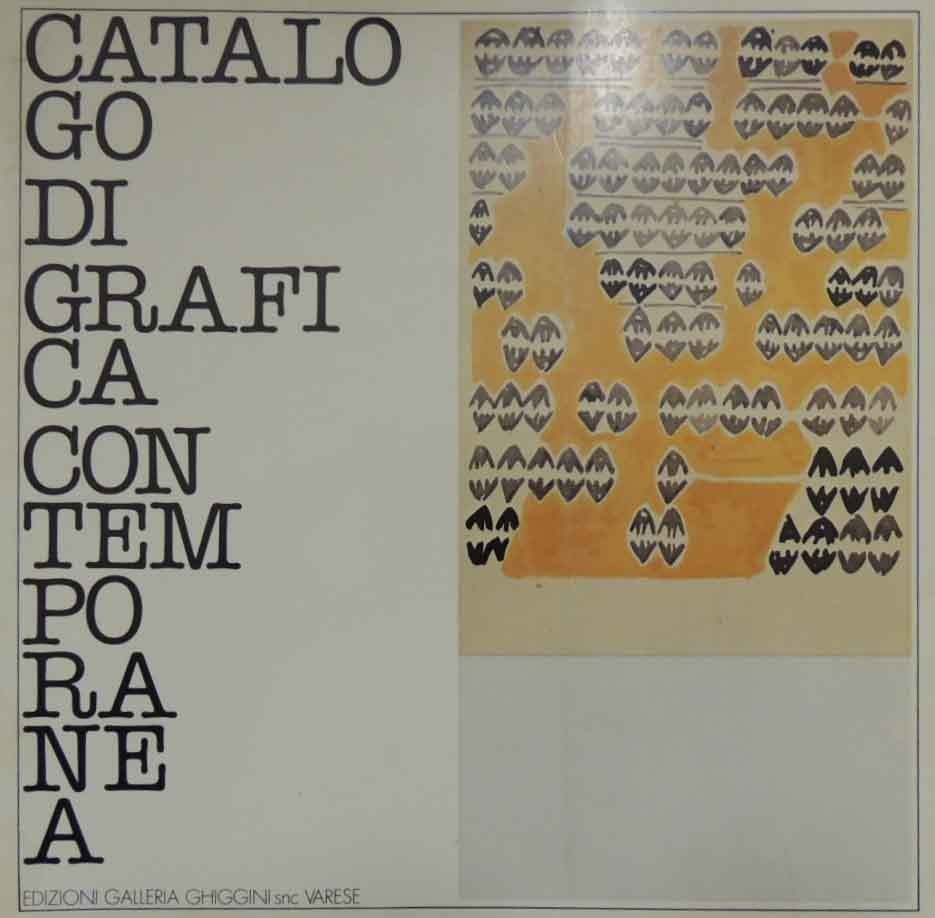 CATALO
GO
DI
GRAFI
CA
CON
TEM
PO
RA
NE
A
EDIZIONI GALLERIA GHIGGINI snc VARESE